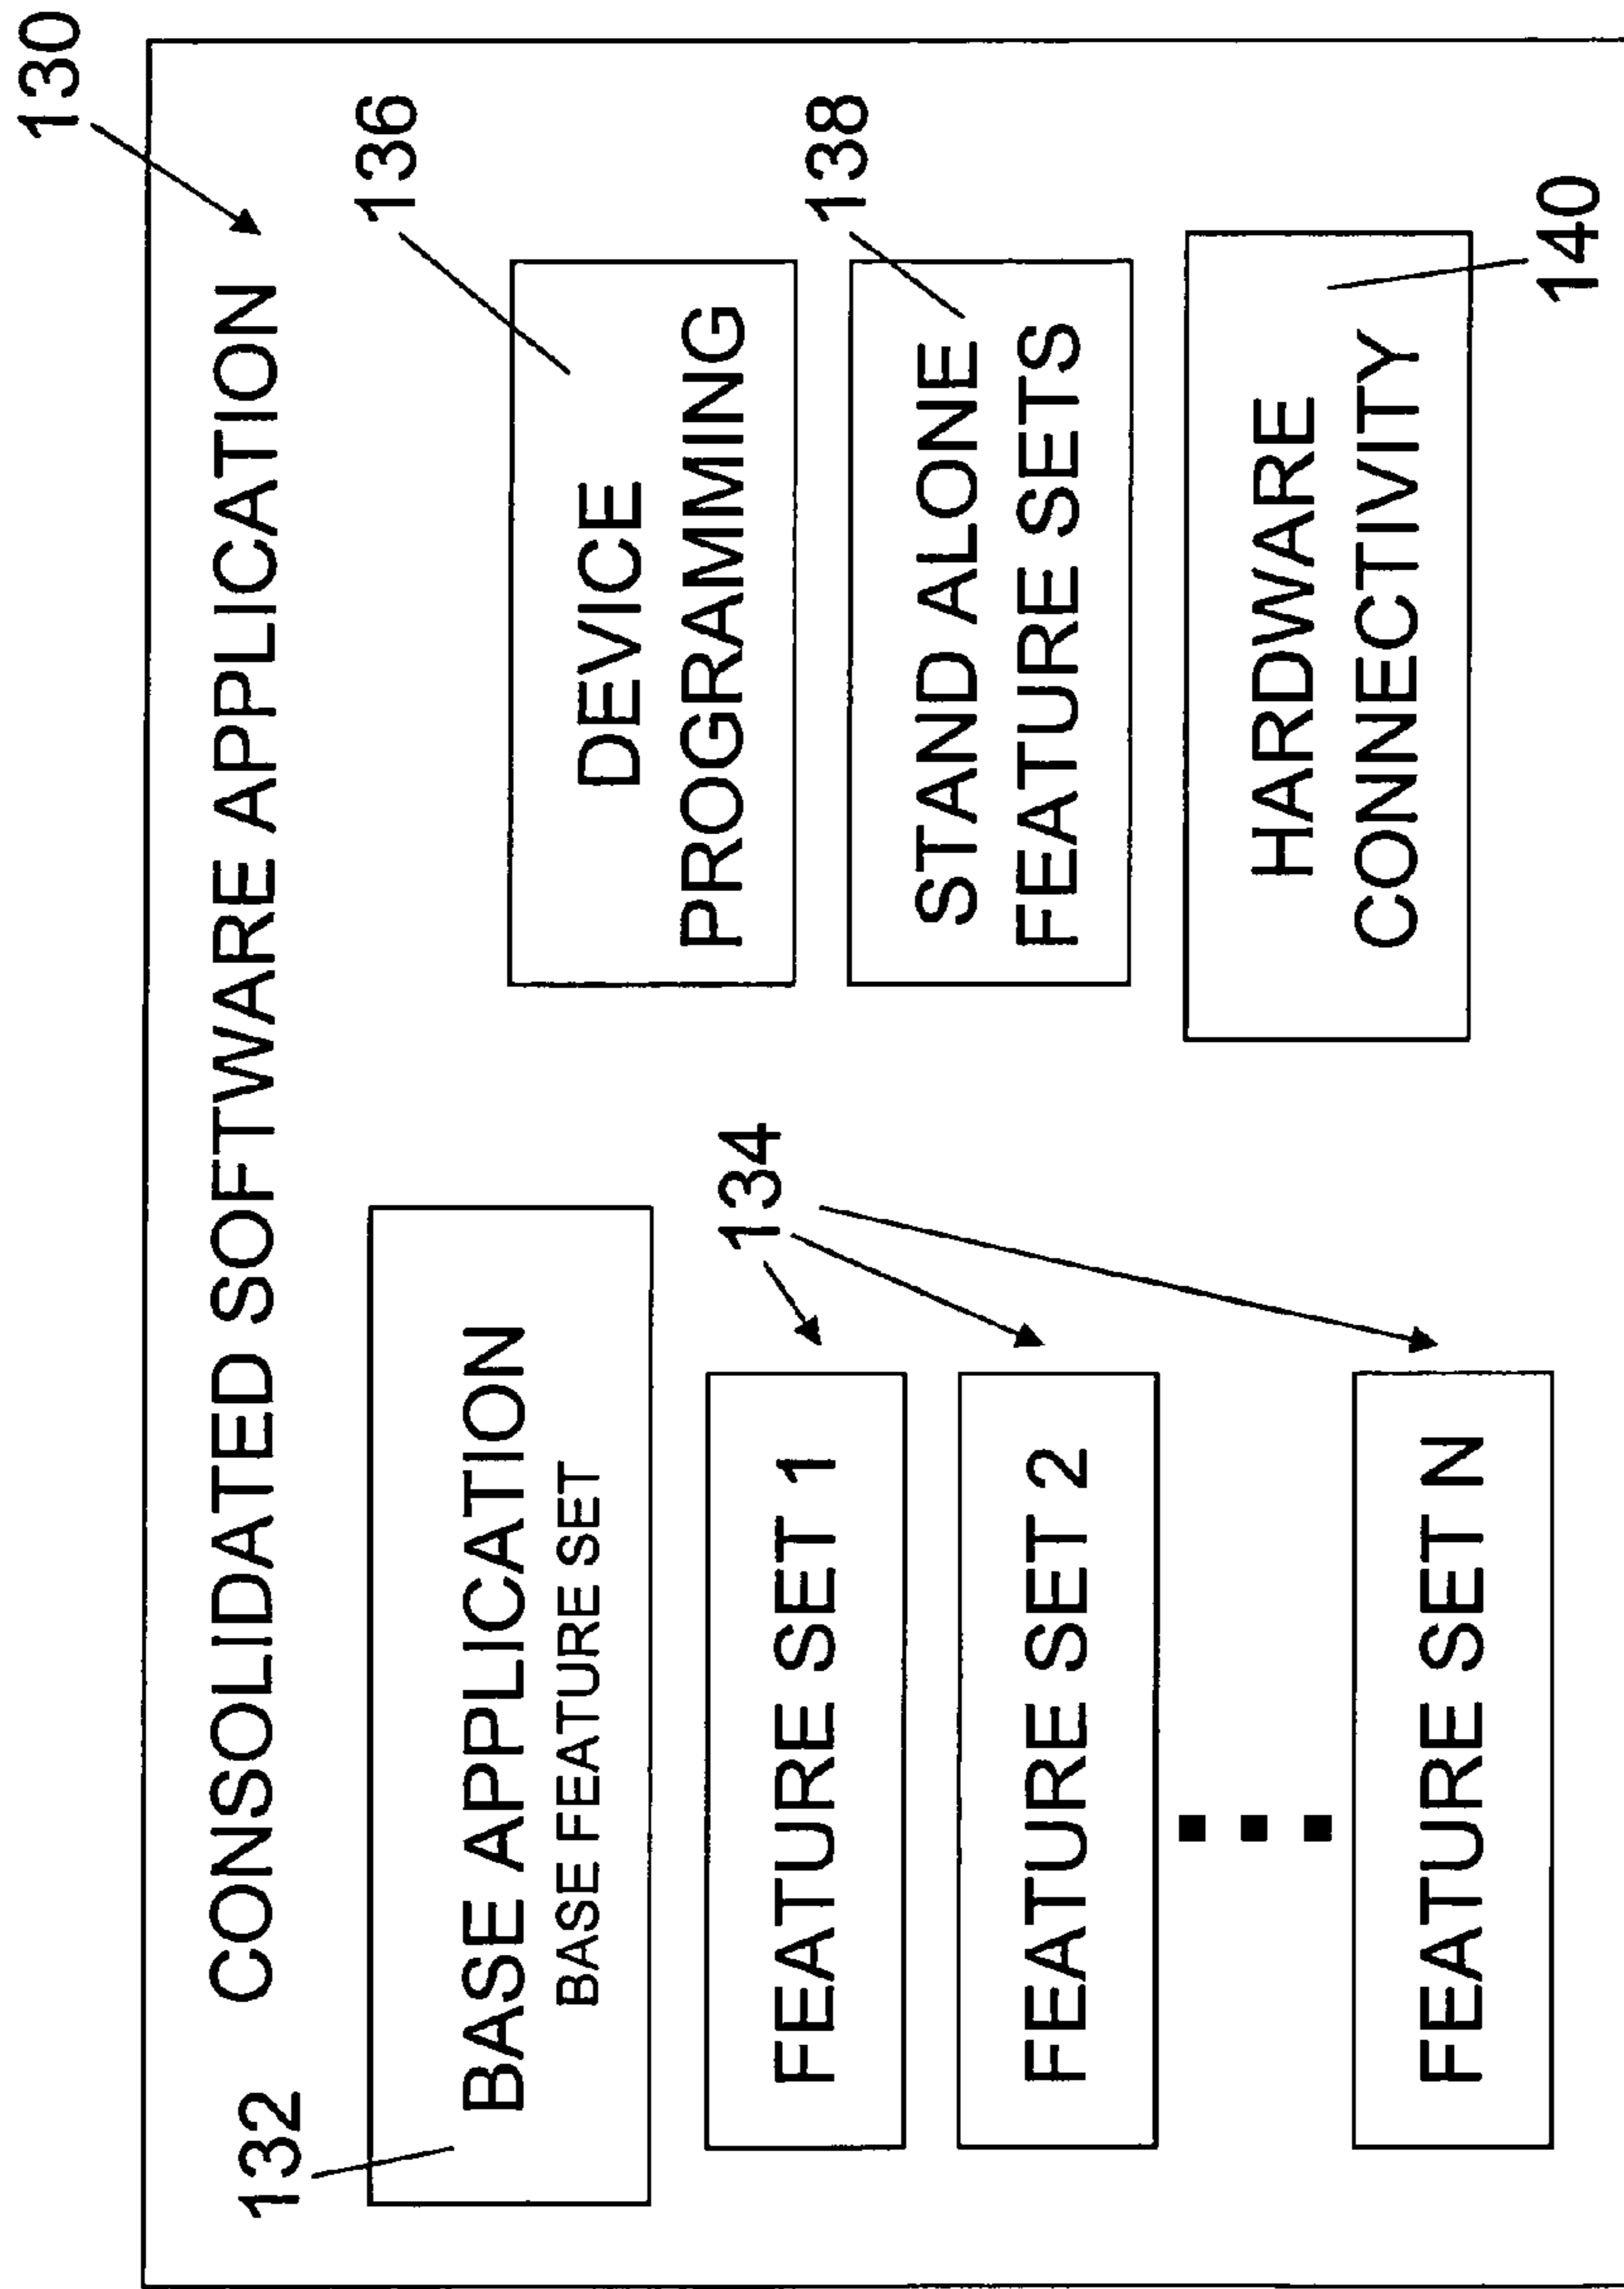 130
CONSOLIDATED SOFTWARE APPLICATION
132
BASE APPLICATION
BASE FEATURE SET
134
FEATURE SET 1
FEATURE SET 2
FEATURE SET N
136
DEVICE
PROGRAMMING
138
STAND ALONE
FEATURE SETS
HARDWARE
CONNECTIVITY
140